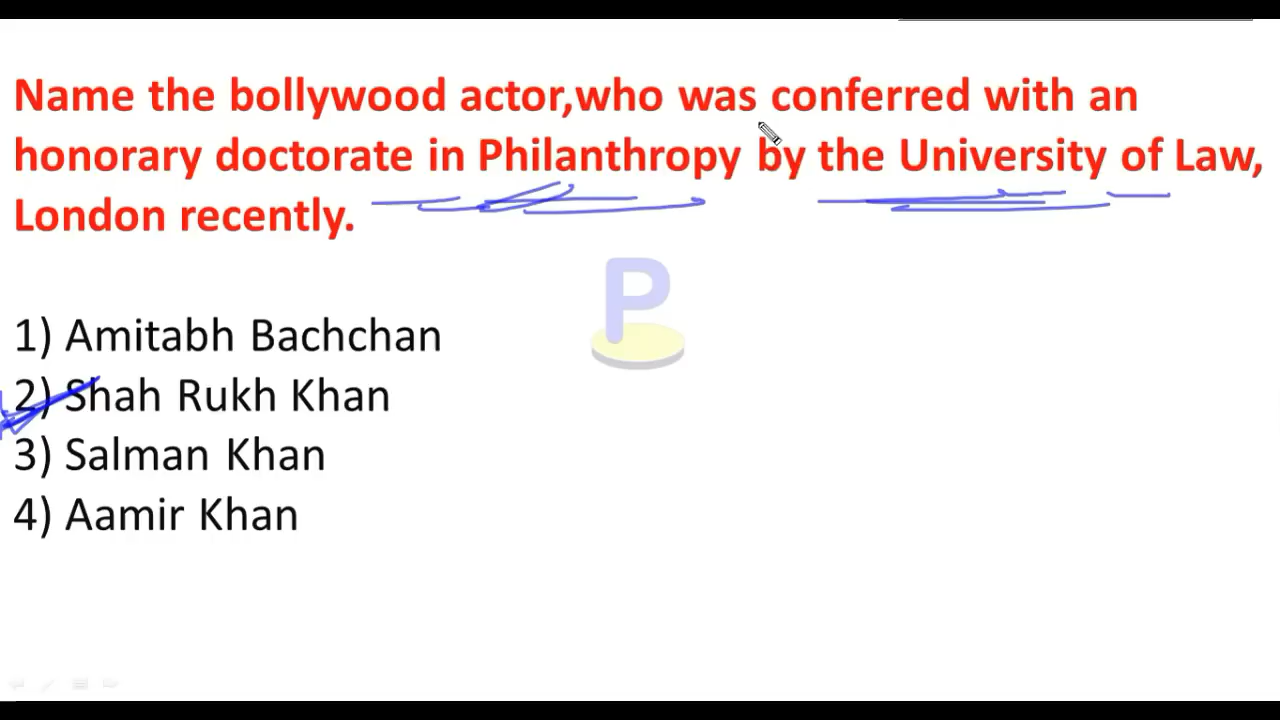 Name the bollywood actor,who was conferred with an
honorary doctorate in Philanthropy by the University of Law,
London recently.
P
1) Amitabh Bachchan
2) Shah Rukh Khan
3) Salman Khan
4) Aamir Khan